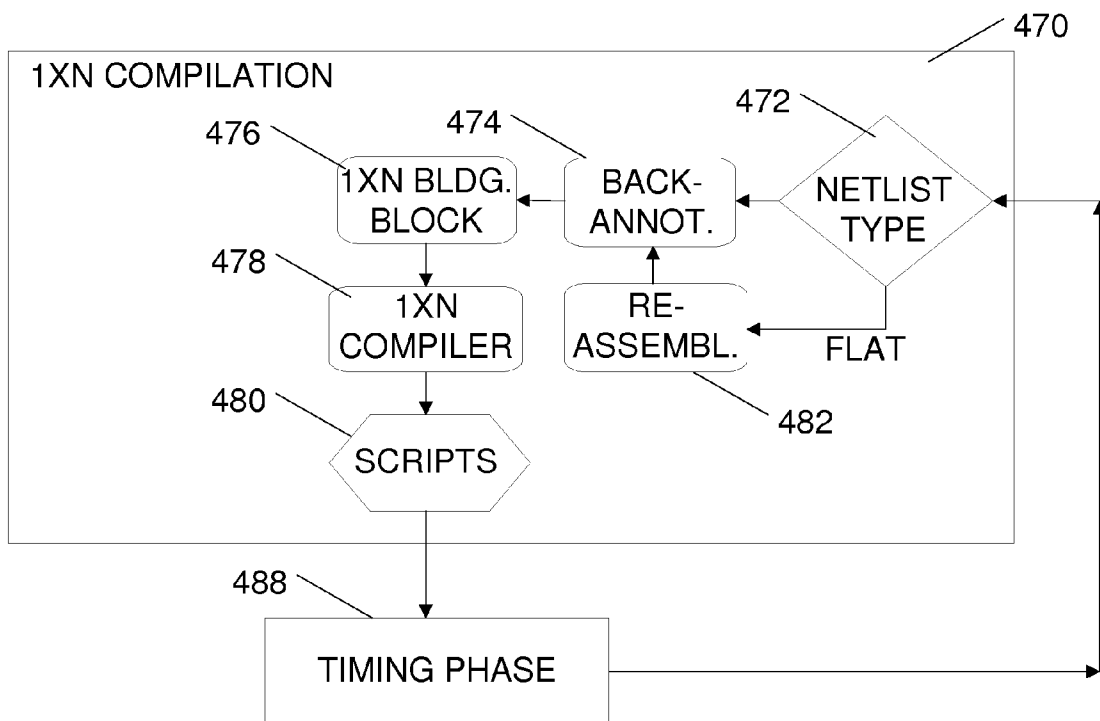 470
1XN COMPILATION
472
474
476
1XN BLDG.
BLOCK
BACK-
ANNOT.
NETLIST
TYPE
478
1XN
COMPILER
RE-
ASSEMBL.
FLAT
480
482
SCRIPTS
488
TIMING PHASE